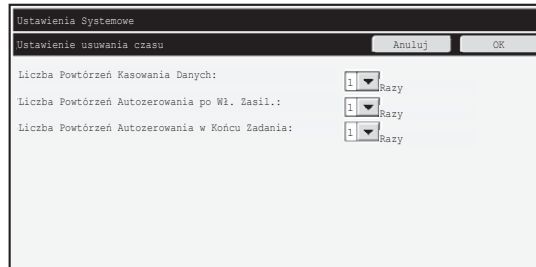 Ustawienia Systemowe
Ustawienie usuwania czasu Anuluj OK
Liczba Powtórzeń Kasowania Danych: 1 Razy
Liczba Powtórzeń Autozerowania po Wł. Zasil.: 1 Razy
Liczba Powtórzeń Autozerowania w Końcu Zadania: 1 Razy